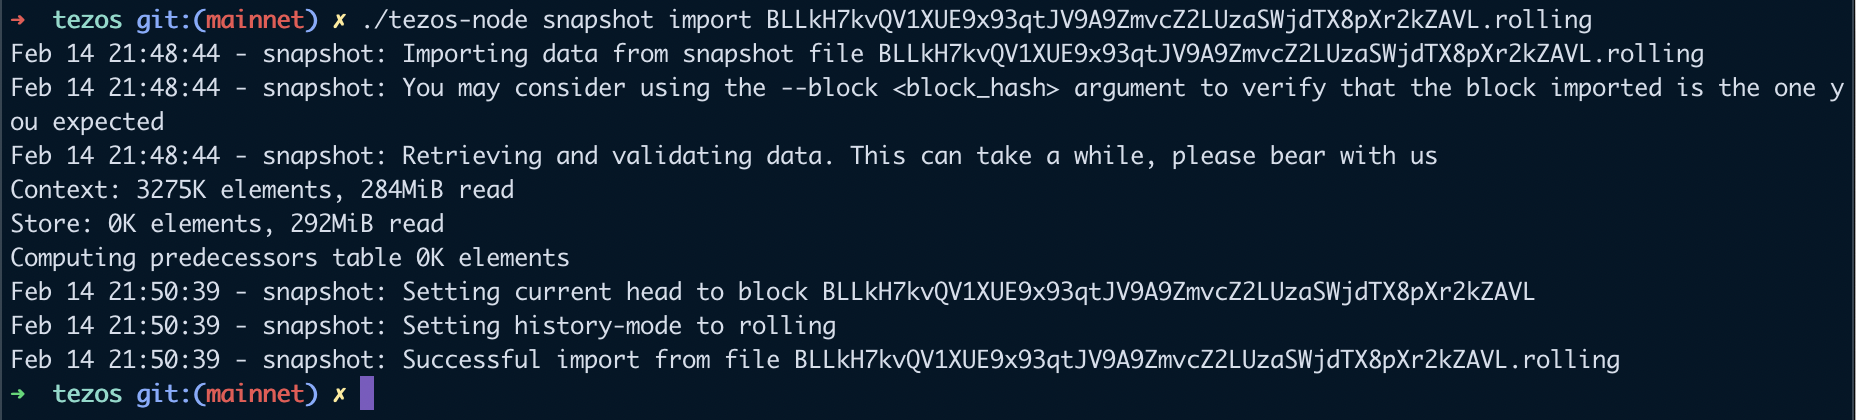 ➜  tezos git:(mainnet) ✗ ./tezos-node snapshot import BLLkH7kvQV1XUE9x93qtJV9A9ZmvcZ2LUzaSWjdTX8pXr2kZAVL.rolling
Feb 14 21:48:44 - snapshot: Importing data from snapshot file BLLkH7kvQV1XUE9x93qtJV9A9ZmvcZ2LUzaSWjdTX8pXr2kZAVL.rolling
Feb 14 21:48:44 - snapshot: You may consider using the --block <block_hash> argument to verify that the block imported is the one y
ou expected
Feb 14 21:48:44 - snapshot: Retrieving and validating data. This can take a while, please bear with us
Context: 3275K elements, 284MiB read
Store: 0K elements, 292MiB read
Computing predecessors table 0K elements
Feb 14 21:50:39 - snapshot: Setting current head to block BLLkH7kvQV1XUE9x93qtJV9A9ZmvcZ2LUzaSWjdTX8pXr2kZAVL
Feb 14 21:50:39 - snapshot: Setting history-mode to rolling
Feb 14 21:50:39 - snapshot: Successful import from file BLLkH7kvQV1XUE9x93qtJV9A9ZmvcZ2LUzaSWjdTX8pXr2kZAVL.rolling
➜  tezos git:(mainnet) ✗